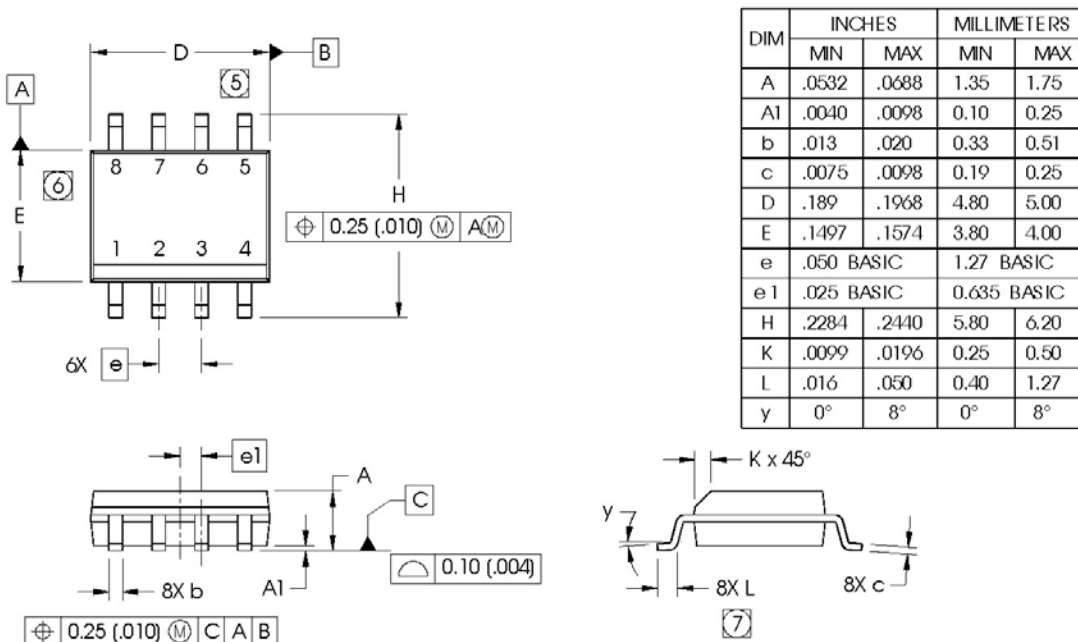 D
B
5
A
8 7 6 5
6
E
H
⌖ 0.25 (.010) Ⓜ AⓂ
1 2 3 4
6X e
DIM INCHES MILLIMETERS
MIN MAX MIN MAX
A .0532 .0688 1.35 1.75
A1 .0040 .0098 0.10 0.25
b .013 .020 0.33 0.51
c .0075 .0098 0.19 0.25
D .189 .1968 4.80 5.00
E .1497 .1574 3.80 4.00
e .050 BASIC 1.27 BASIC
e1 .025 BASIC 0.635 BASIC
H .2284 .2440 5.80 6.20
K .0099 .0196 0.25 0.50
L .016 .050 0.40 1.27
y 0° 8° 0° 8°
e1
A
C
A1
8X b
⌓ 0.10 (.004)
⌖ 0.25 (.010) Ⓜ C A B
K x 45°
y
8X L
8X c
7